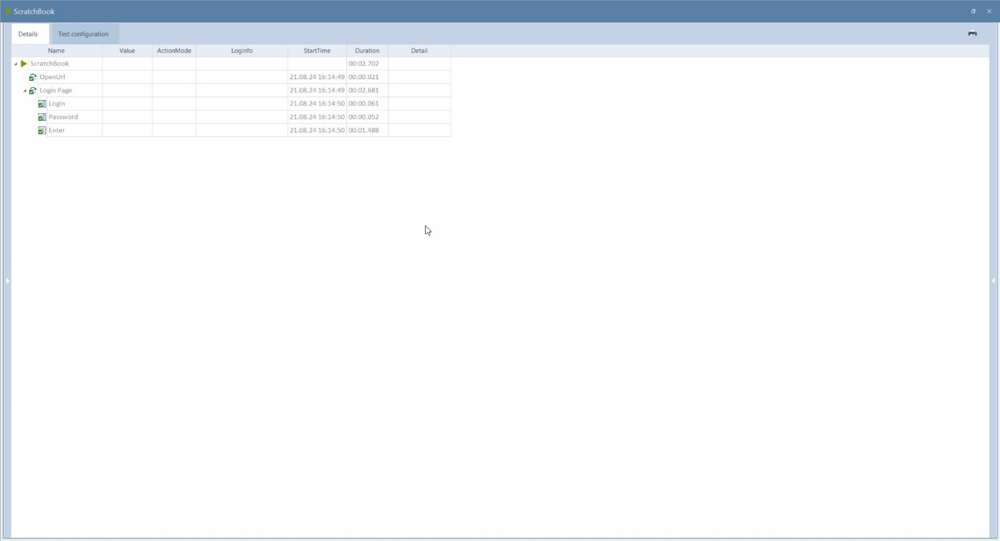 ScratchBook
Details Test configuration
Name Value ActionMode Loginfo StartTime Duration Detail
ScratchBook 00:02.702
OpenUrl 21.08.24 16:14:49 00:00.021
Login Page 21.08.24 16:14:49 00:02.681
Login 21.08.24 16:14:50 00:00.061
Password 21.08.24 16:14:50 00:00.052
Enter 21.08.24 16:14:50 00:01.488